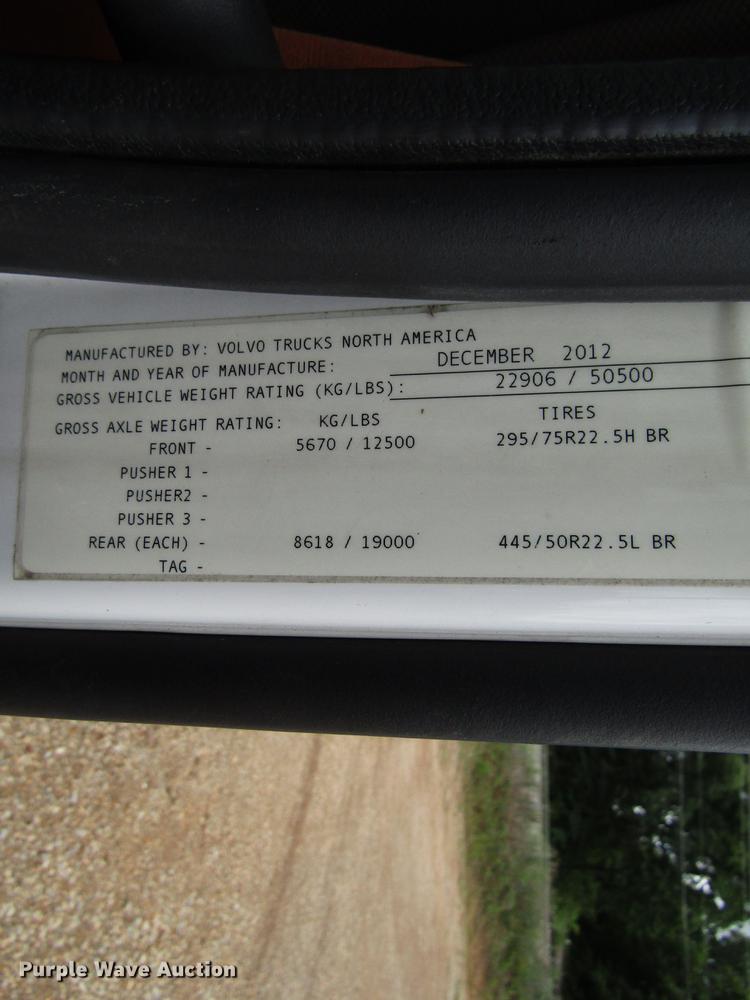 MANUFACTURED BY: VOLVO TRUCKS NORTH AMERICA
MONTH AND YEAR OF MANUFACTURE: DECEMBER 2012
GROSS VEHICLE WEIGHT RATING (KG/LBS): 22906 / 50500
GROSS AXLE WEIGHT RATING: KG/LBS TIRES
FRONT - 5670 / 12500 295/75R22.5H BR
PUSHER 1 -
PUSHER2 -
PUSHER 3 -
REAR (EACH) - 8618 / 19000 445/50R22.5L BR
TAG -
Purple Wave Auction